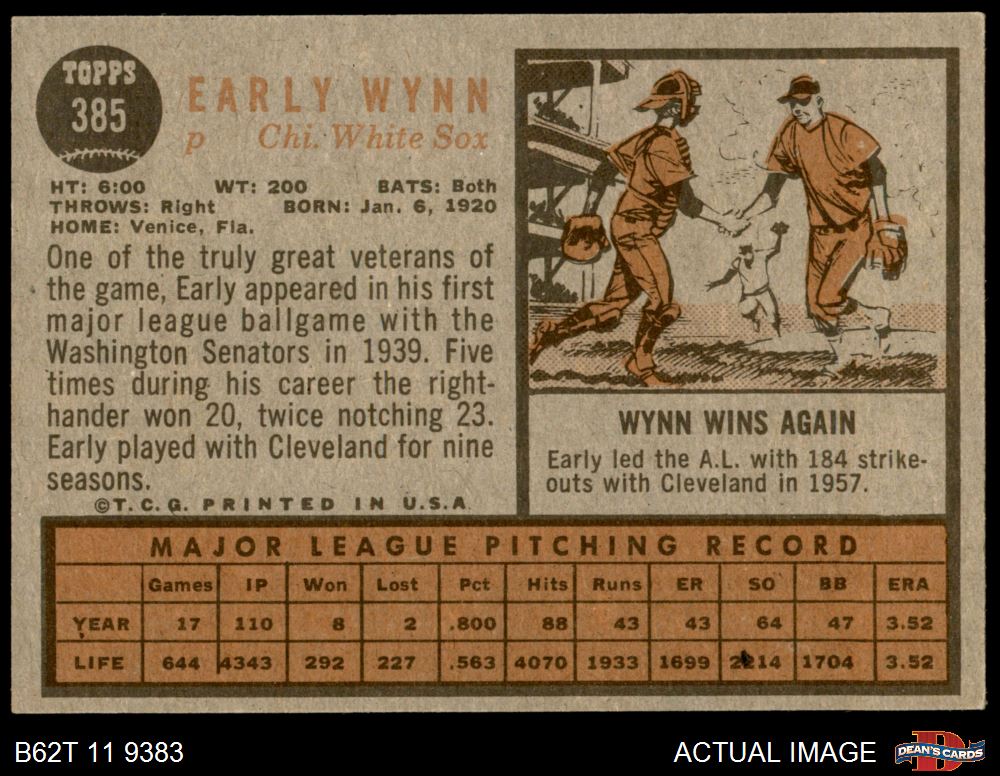 TOPPS
385
EARLY WYNN
p Chi. White Sox
HT: 6:00 WT: 200 BATS: Both
THROWS: Right BORN: Jan. 6, 1920
HOME: Venice, Fla.
One of the truly great veterans of
the game, Early appeared in his first
major league ballgame with the
Washington Senators in 1939. Five
times during his career the right-
hander won 20, twice notching 23.
Early played with Cleveland for nine
seasons.
©T. C. G. PRINTED IN U.S.A.
WYNN WINS AGAIN
Early led the A.L. with 184 strike-
outs with Cleveland in 1957.
MAJOR LEAGUE PITCHING RECORD
Games IP Won Lost Pct Hits Runs ER SO BB ERA
YEAR 17 110 8 2 .800 88 43 43 64 47 3.52
LIFE 644 4343 292 227 .563 4070 1933 1699 2214 1704 3.52
B62T 11 9383
ACTUAL IMAGE
D
DEAN'S CARDS